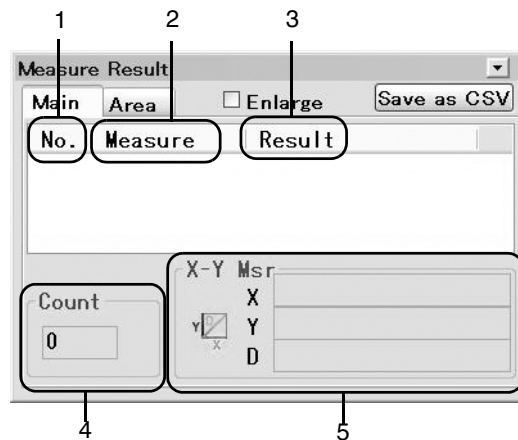 1 2 3
Measure Result
Main Area Enlarge Save as CSV
No. Measure Result
X-Y Msr
Count X
0 Y D X Y
D
4 5